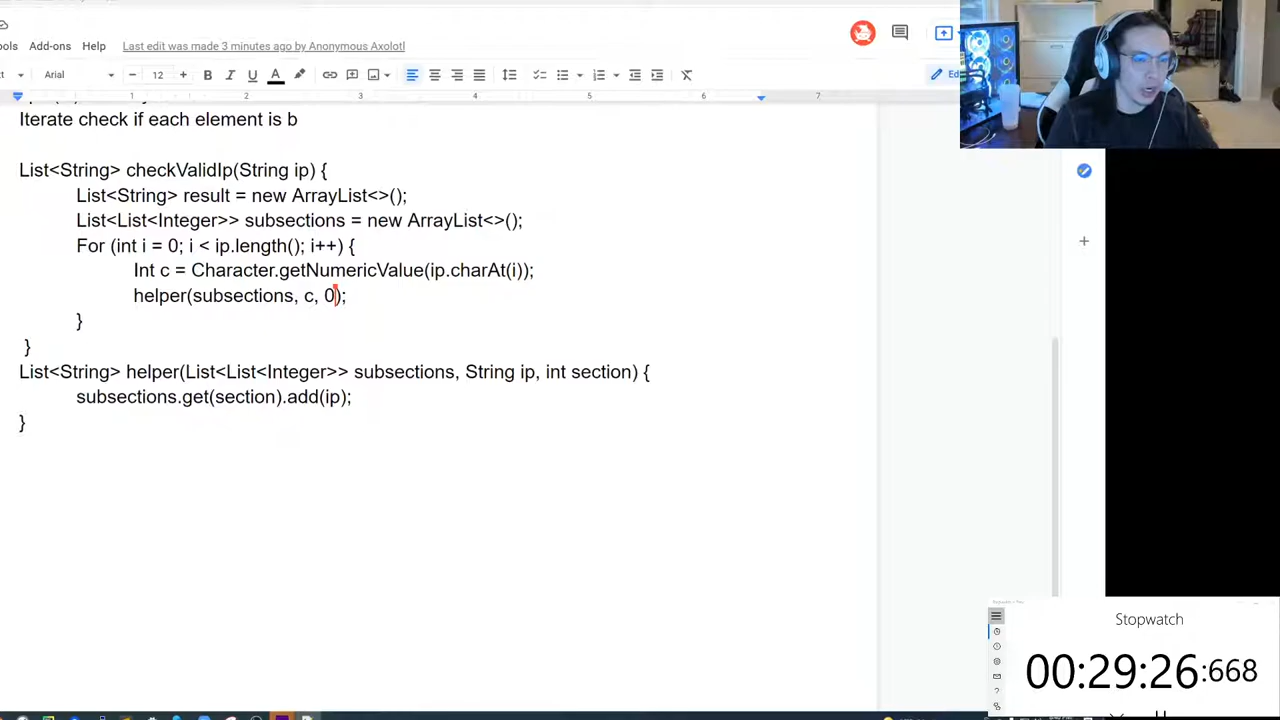 ols Add-ons Help Last edit was made 3 minutes ago by Anonymous Axolotl
Arial 12 B I U A
1 2 3 4 5 6 7
Iterate check if each element is b
List<String> checkValidIp(String ip) {
List<String> result = new ArrayList<>();
List<List<Integer>> subsections = new ArrayList<>();
For (int i = 0; i < ip.length(); i++) {
Int c = Character.getNumericValue(ip.charAt(i));
helper(subsections, c, 0);
}
}
List<String> helper(List<List<Integer>> subsections, String ip, int section) {
subsections.get(section).add(ip);
}
Stopwatch
00:29:26:668